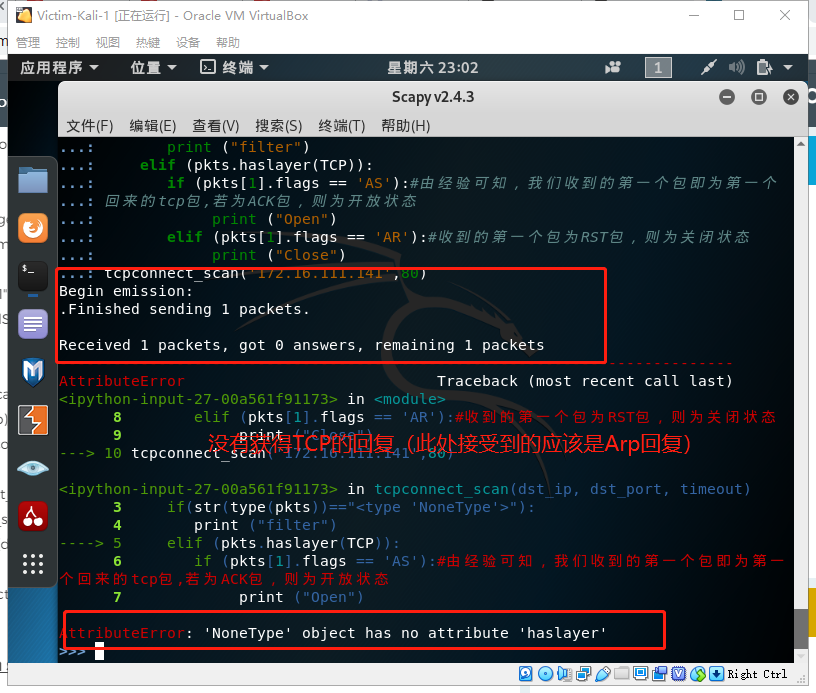 Victim-Kali-1 [正在运行] - Oracle VM VirtualBox
管理 控制 视图 热键 设备 帮助
应用程序 位置 终端 星期六 23:02 1
Scapy v2.4.3
文件(F) 编辑(E) 查看(V) 搜索(S) 终端(T) 帮助(H)
...: print ("filter")
...: elif (pkts.haslayer(TCP)):
...: if (pkts[1].flags == 'AS'):#由经验可知，我们收到的第一个包即为第一个
...: 回来的tcp包,若为ACK包，则为开放状态
...: print ("Open")
...: elif (pkts[1].flags == 'AR'):#收到的第一个包为RST包，则为关闭状态
...: print ("Close")
...: tcpconnect_scan('172.16.111.141',80)
Begin emission:
.Finished sending 1 packets.
Received 1 packets, got 0 answers, remaining 1 packets
AttributeError Traceback (most recent call last)
<ipython-input-27-00a561f91173> in <module>
8 elif (pkts[1].flags == 'AR'):#收到的第一个包为RST包，则为关闭状态
9 print ("Close")
没有获得TCP的回复（此处接受到的应该是Arp回复）
---> 10 tcpconnect_scan('172.16.111.141',80)
<ipython-input-27-00a561f91173> in tcpconnect_scan(dst_ip, dst_port, timeout)
3 if(str(type(pkts))=="<type 'NoneType'>"):
4 print ("filter")
----> 5 elif (pkts.haslayer(TCP)):
6 if (pkts[1].flags == 'AS'):#由经验可知，我们收到的第一个包即为第一
个回来的tcp包,若为ACK包，则为开放状态
7 print ("Open")
AttributeError: 'NoneType' object has no attribute 'haslayer'
>>>
Right Ctrl